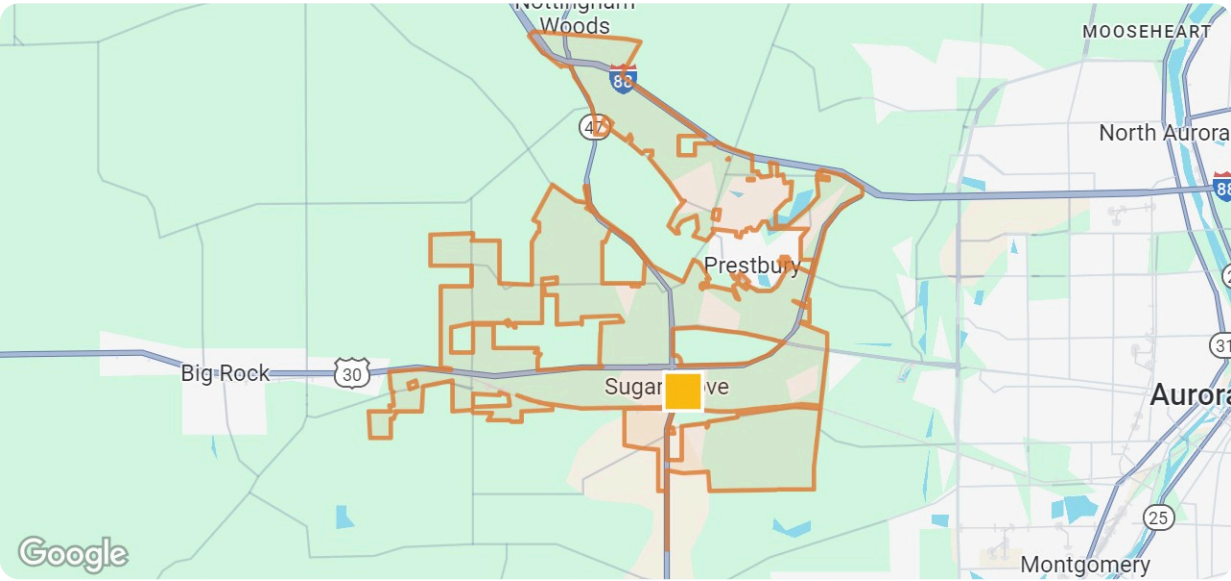 Nottingham
Woods
MOOSEHEART
88
47
North Aurora
88
Prestbury
31
30
Big Rock
Sugar Grove
Aurora
25
Montgomery
Google